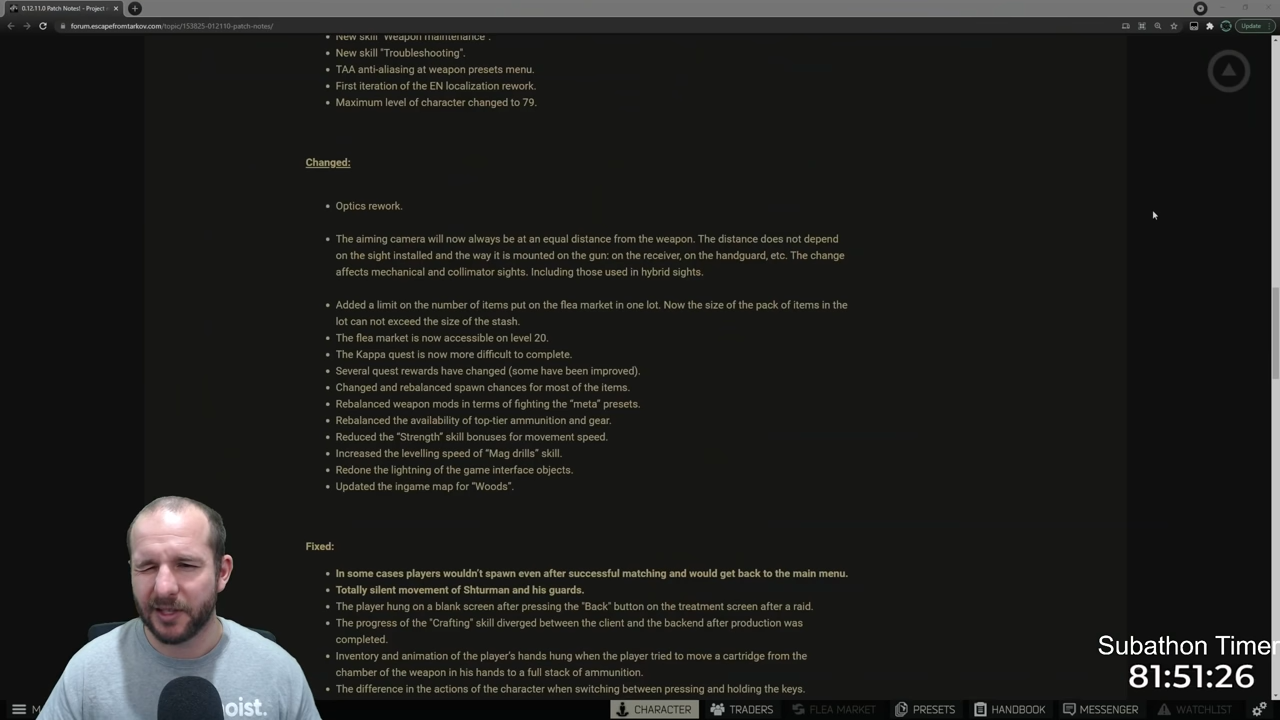 0.12.11.0 Patch Notes! - Project
forum.escapefromtarkov.com/topic/153825-012110-patch-notes/
Update
New skill "Weapon maintenance".
New skill "Troubleshooting".
TAA anti-aliasing at weapon presets menu.
First iteration of the EN localization rework.
Maximum level of character changed to 79.
Changed:
Optics rework.
The aiming camera will now always be at an equal distance from the weapon. The distance does not depend
on the sight installed and the way it is mounted on the gun: on the receiver, on the handguard, etc. The change
affects mechanical and collimator sights. Including those used in hybrid sights.
Added a limit on the number of items put on the flea market in one lot. Now the size of the pack of items in the
lot can not exceed the size of the stash.
The flea market is now accessible on level 20.
The Kappa quest is now more difficult to complete.
Several quest rewards have changed (some have been improved).
Changed and rebalanced spawn chances for most of the items.
Rebalanced weapon mods in terms of fighting the “meta” presets.
Rebalanced the availability of top-tier ammunition and gear.
Reduced the “Strength” skill bonuses for movement speed.
Increased the levelling speed of “Mag drills” skill.
Redone the lightning of the game interface objects.
Updated the ingame map for “Woods”.
Fixed:
In some cases players wouldn’t spawn even after successful matching and would get back to the main menu.
Totally silent movement of Shturman and his guards.
The player hung on a blank screen after pressing the “Back” button on the treatment screen after a raid.
The progress of the "Crafting" skill diverged between the client and the backend after production was
completed.
Inventory and animation of the player’s hands hung when the player tried to move a cartridge from the
chamber of the weapon in his hands to a full stack of ammunition.
The difference in the actions of the character when switching between pressing and holding the keys.
Subathon Timer
81:51:26
oist.
CHARACTER TRADERS FLEA MARKET PRESETS HANDBOOK MESSENGER WATCHLIST